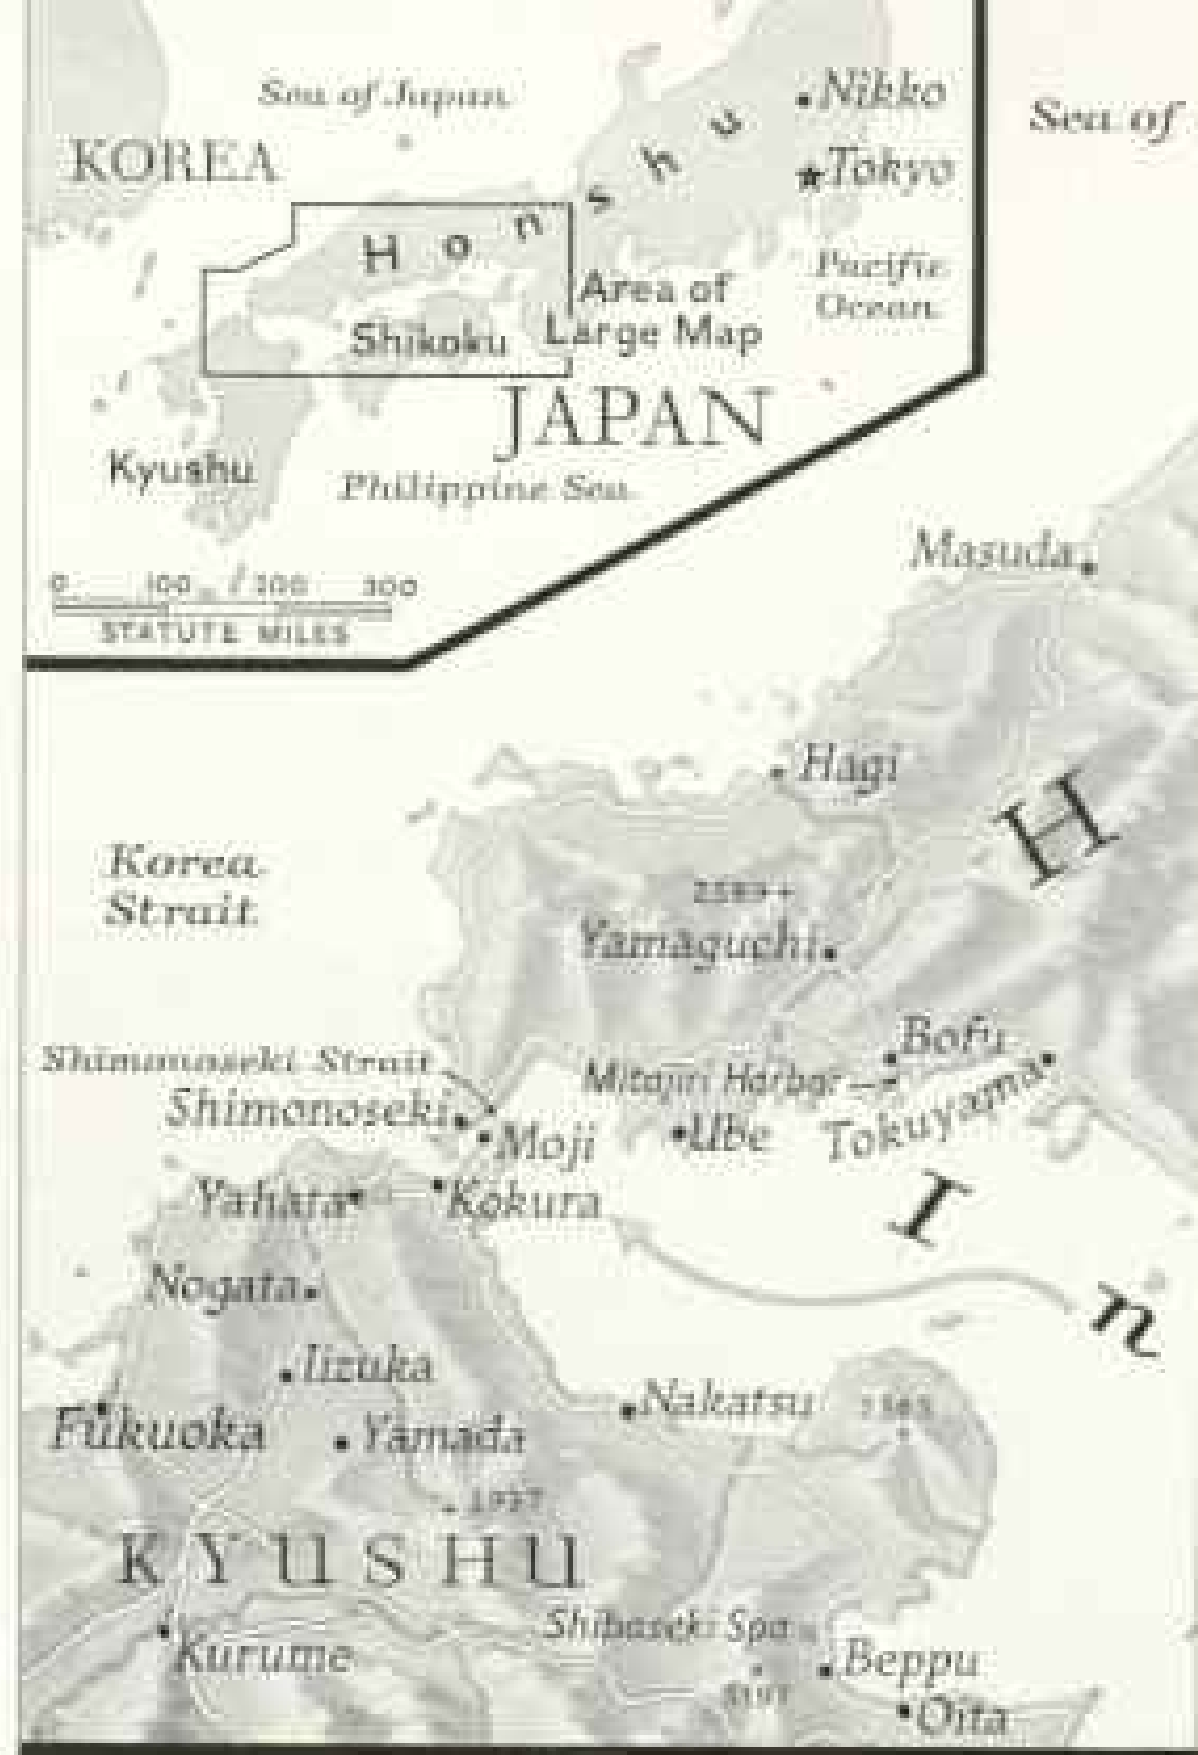 Sea of Japan
Nikko
Sea of
KOREA
Tokyo
Honshu
Pacific
Ocean
Area of
Large Map
Shikoku
JAPAN
Kyushu
Philippine Sea
0 100 200 300
STATUTE MILES
Masuda
Hagi
H
Korea
Strait
Yamaguchi
Bofu
Shimonoseki Strait
Mitajiri Harbor
Tokuyama
Shimonoseki
Moji
Ube
Yahata
Kokura
I
n
Nogata
Iizuka
Nakatsu
Fukuoka
Yamada
KYUSHU
Shibaseki Spa
Kurume
Beppu
Oita